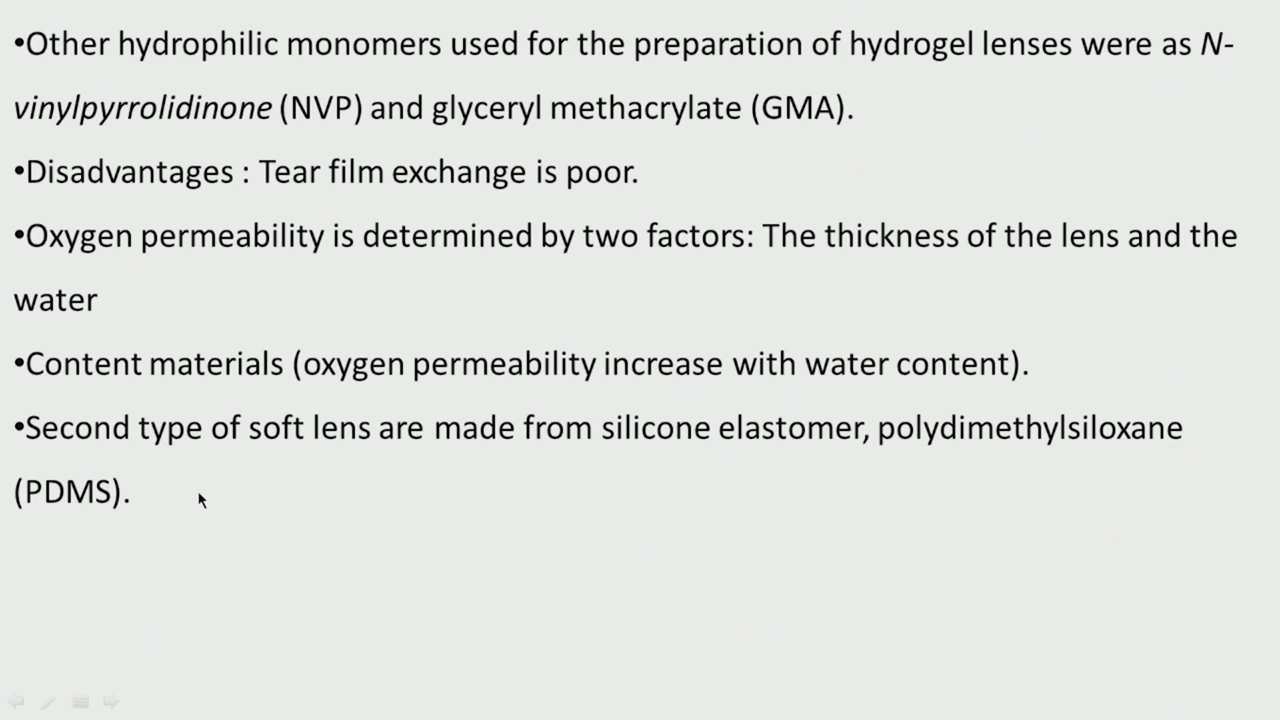 •Other hydrophilic monomers used for the preparation of hydrogel lenses were as N-
vinylpyrrolidinone (NVP) and glyceryl methacrylate (GMA).
•Disadvantages : Tear film exchange is poor.
•Oxygen permeability is determined by two factors: The thickness of the lens and the
water
•Content materials (oxygen permeability increase with water content).
•Second type of soft lens are made from silicone elastomer, polydimethylsiloxane
(PDMS).